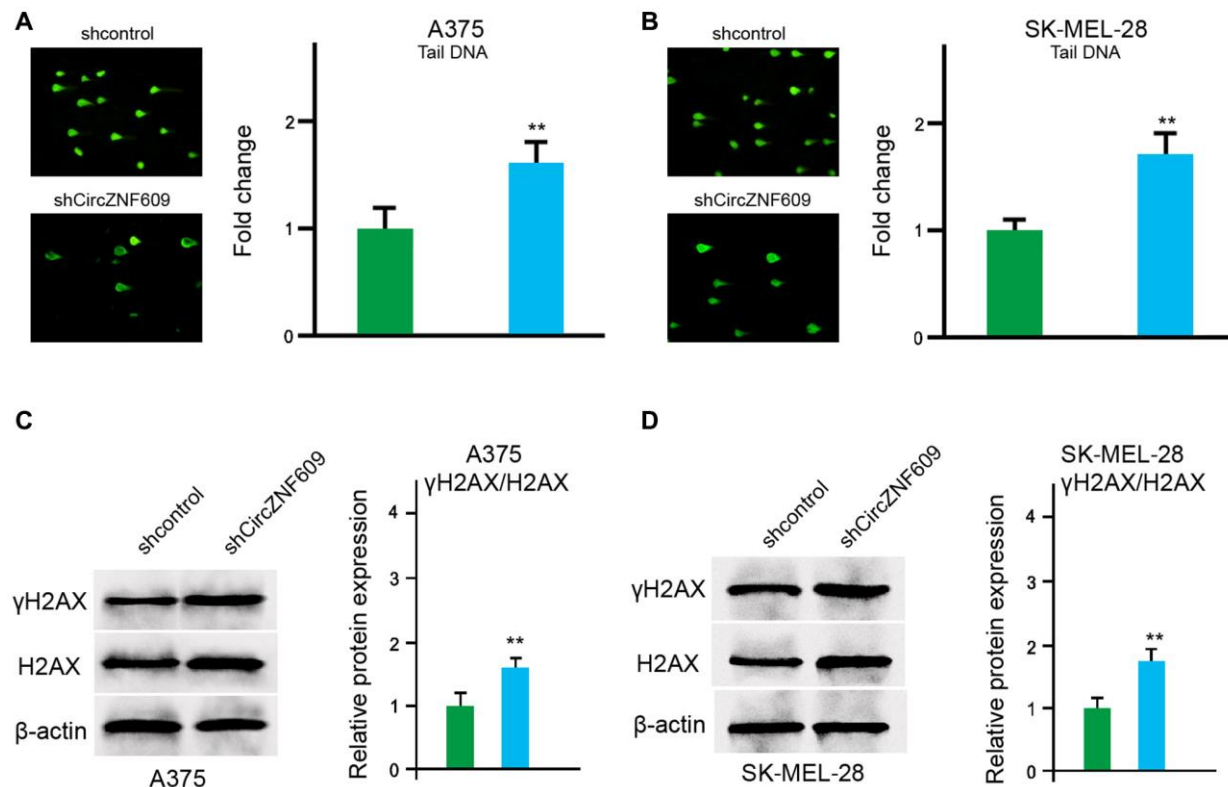 A
shcontrol
shCircZNF609
A375
Tail DNA
Fold change
2
1
0
**
B
shcontrol
shCircZNF609
SK-MEL-28
Tail DNA
Fold change
2
1
0
**
C
shcontrol
shCircZNF609
γH2AX
H2AX
β-actin
A375
A375
γH2AX/H2AX
Relative protein expression
4
3
2
1
0
**
D
shcontrol
shCircZNF609
γH2AX
H2AX
β-actin
SK-MEL-28
SK-MEL-28
γH2AX/H2AX
Relative protein expression
4
3
2
1
0
**